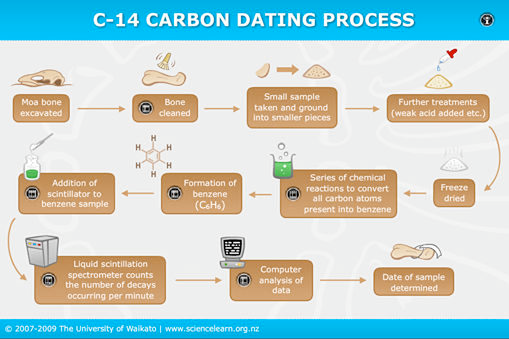 C-14 CARBON DATING PROCESS
Moa bone
excavated
Bone
cleaned
Small sample
taken and ground
into smaller pieces
Further treatments
(weak acid added etc.)
Freeze
dried
Series of chemical
reactions to convert
all carbon atoms
present into benzene
H
H
H
H
H
H
Formation of
benzene
(C₆H₆)
Addition of
scintillator to
benzene sample
Liquid scintillation
spectrometer counts
the number of decays
occurring per minute
Computer
analysis of
data
Date of sample
determined
© 2007-2009 The University of Waikato | www.sciencelearn.org.nz